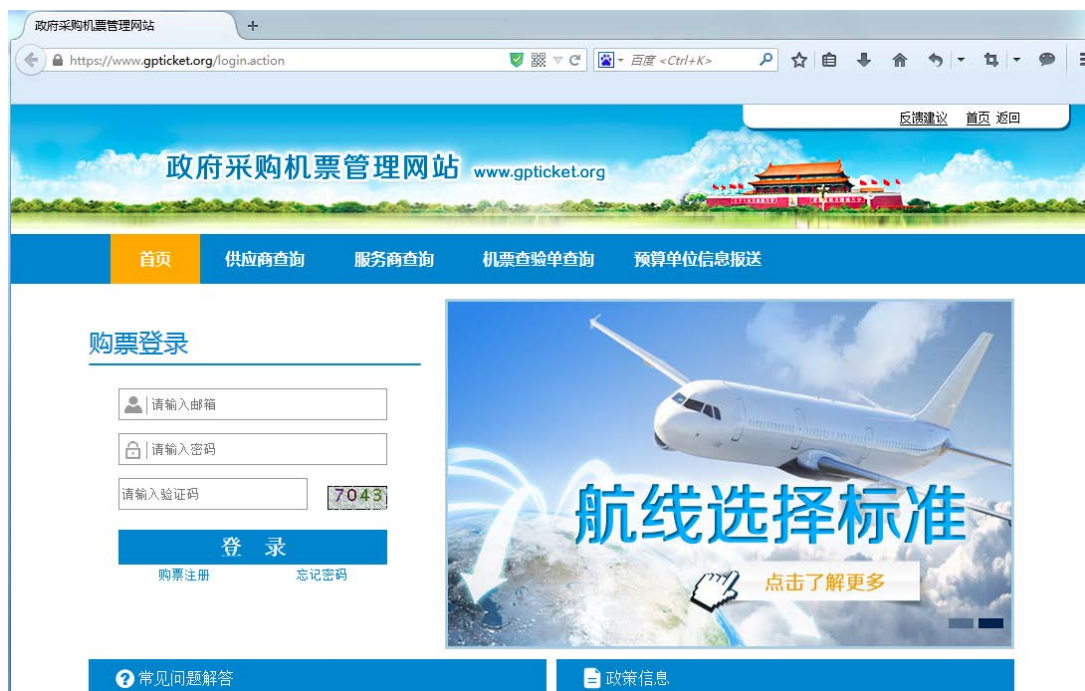 政府采购机票管理网站
https://www.gpticket.org/login.action
百度 <Ctrl+K>
反馈建议 首页 返回
政府采购机票管理网站 www.gpticket.org
首页 供应商查询 服务商查询 机票查验单查询 预算单位信息报送
购票登录
请输入邮箱
请输入密码
请输入验证码 7043
登 录
购票注册 忘记密码
航线选择标准
点击了解更多
常见问题解答 政策信息